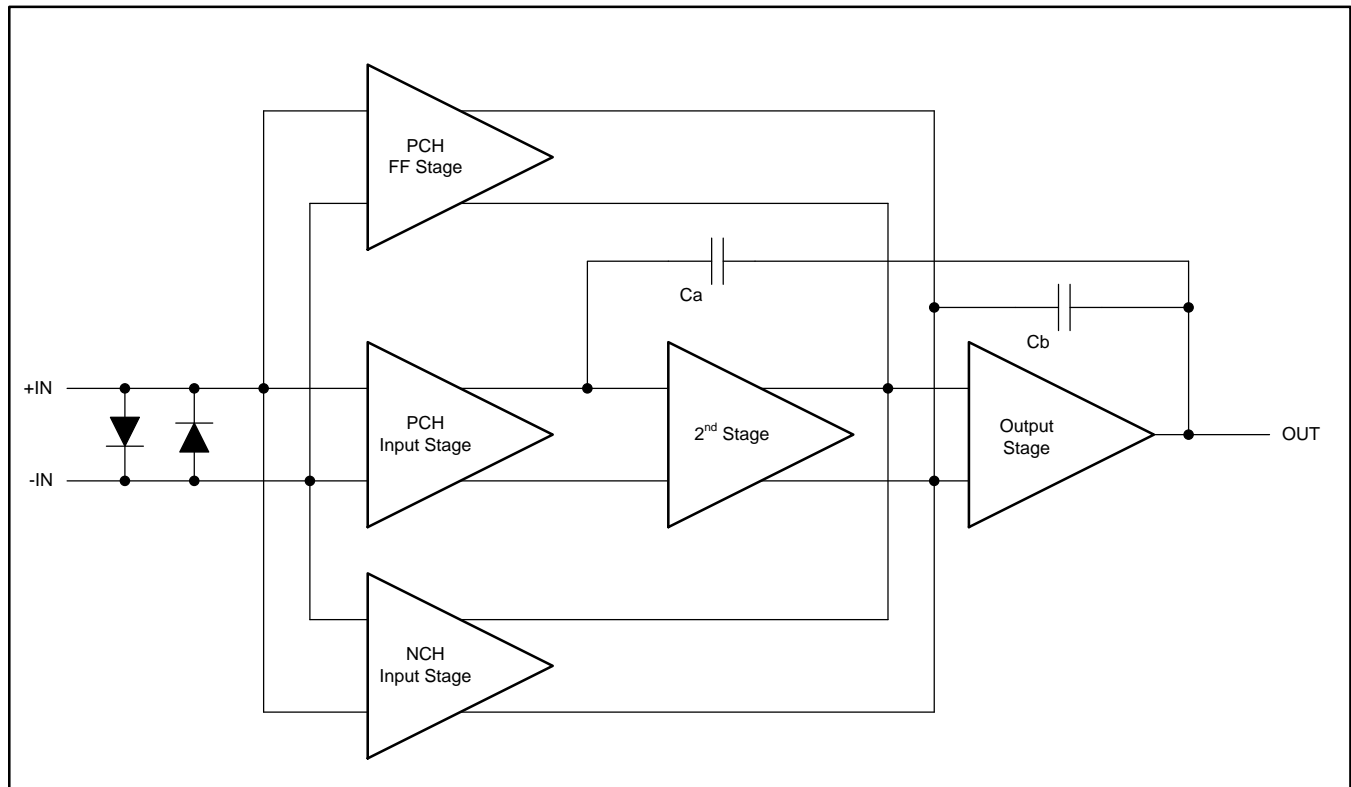 PCH
FF Stage
Ca
Cb
+IN
-IN
PCH
Input Stage
2nd Stage
Output
Stage
OUT
NCH
Input Stage